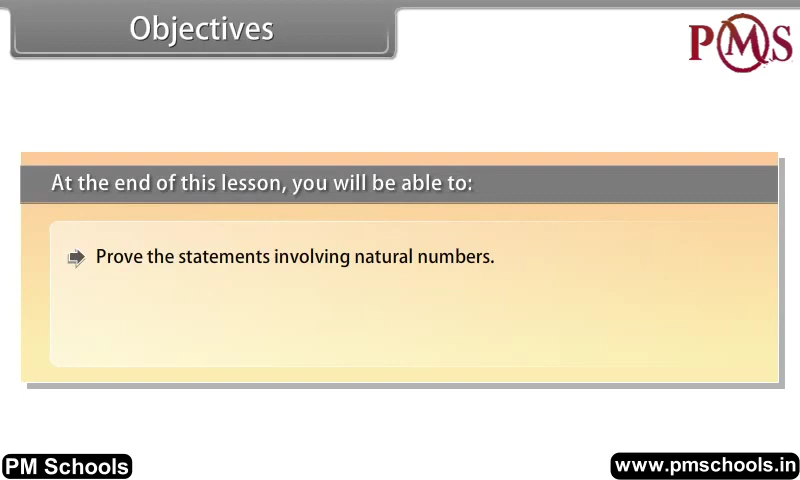 Objectives
PMS
At the end of this lesson, you will be able to:
Prove the statements involving natural numbers.
PM Schools
www.pmschools.in